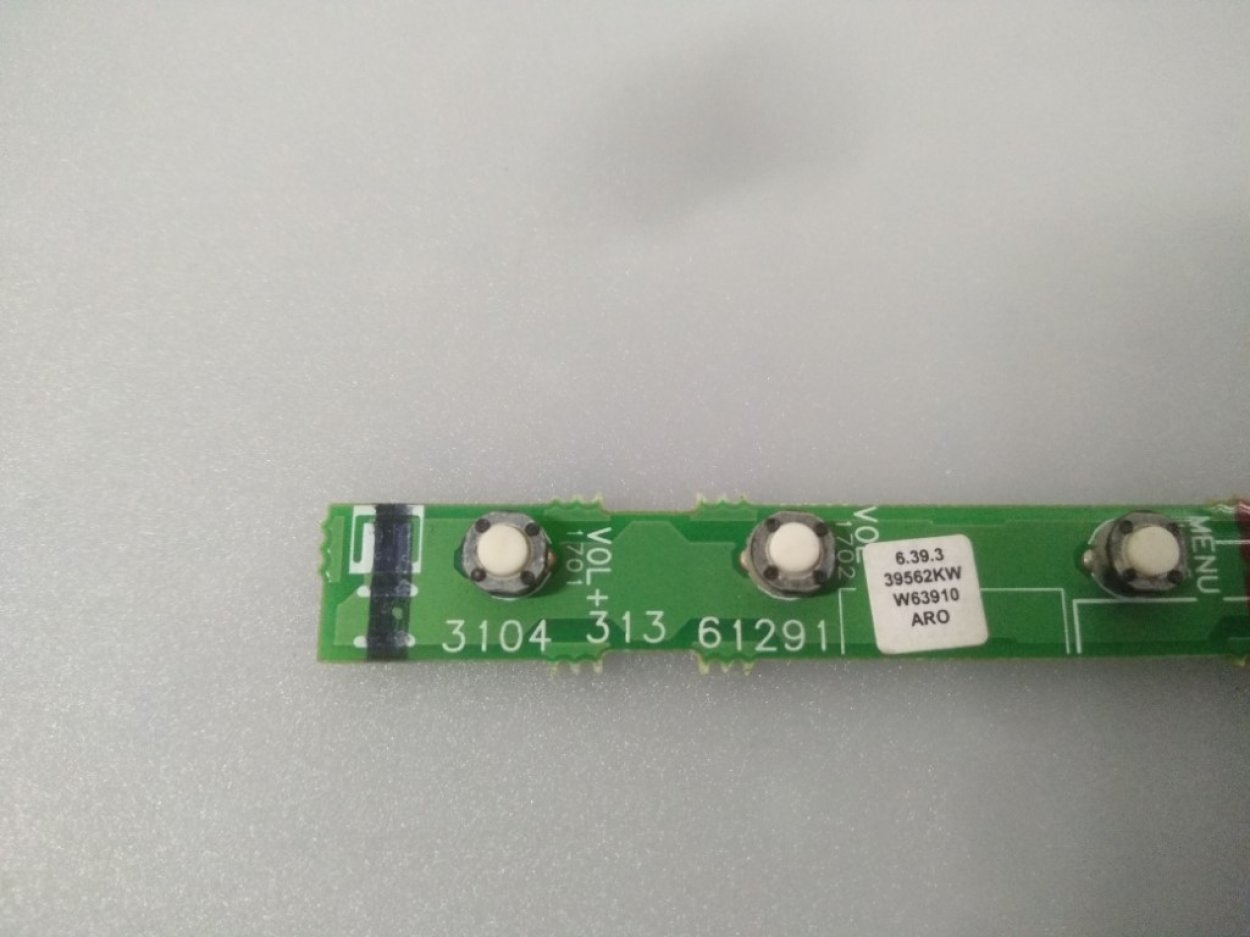 VOL+
1701
3104 313 61291
VOL
1702
6.39.3
39562KW
W63910
ARO
MENU